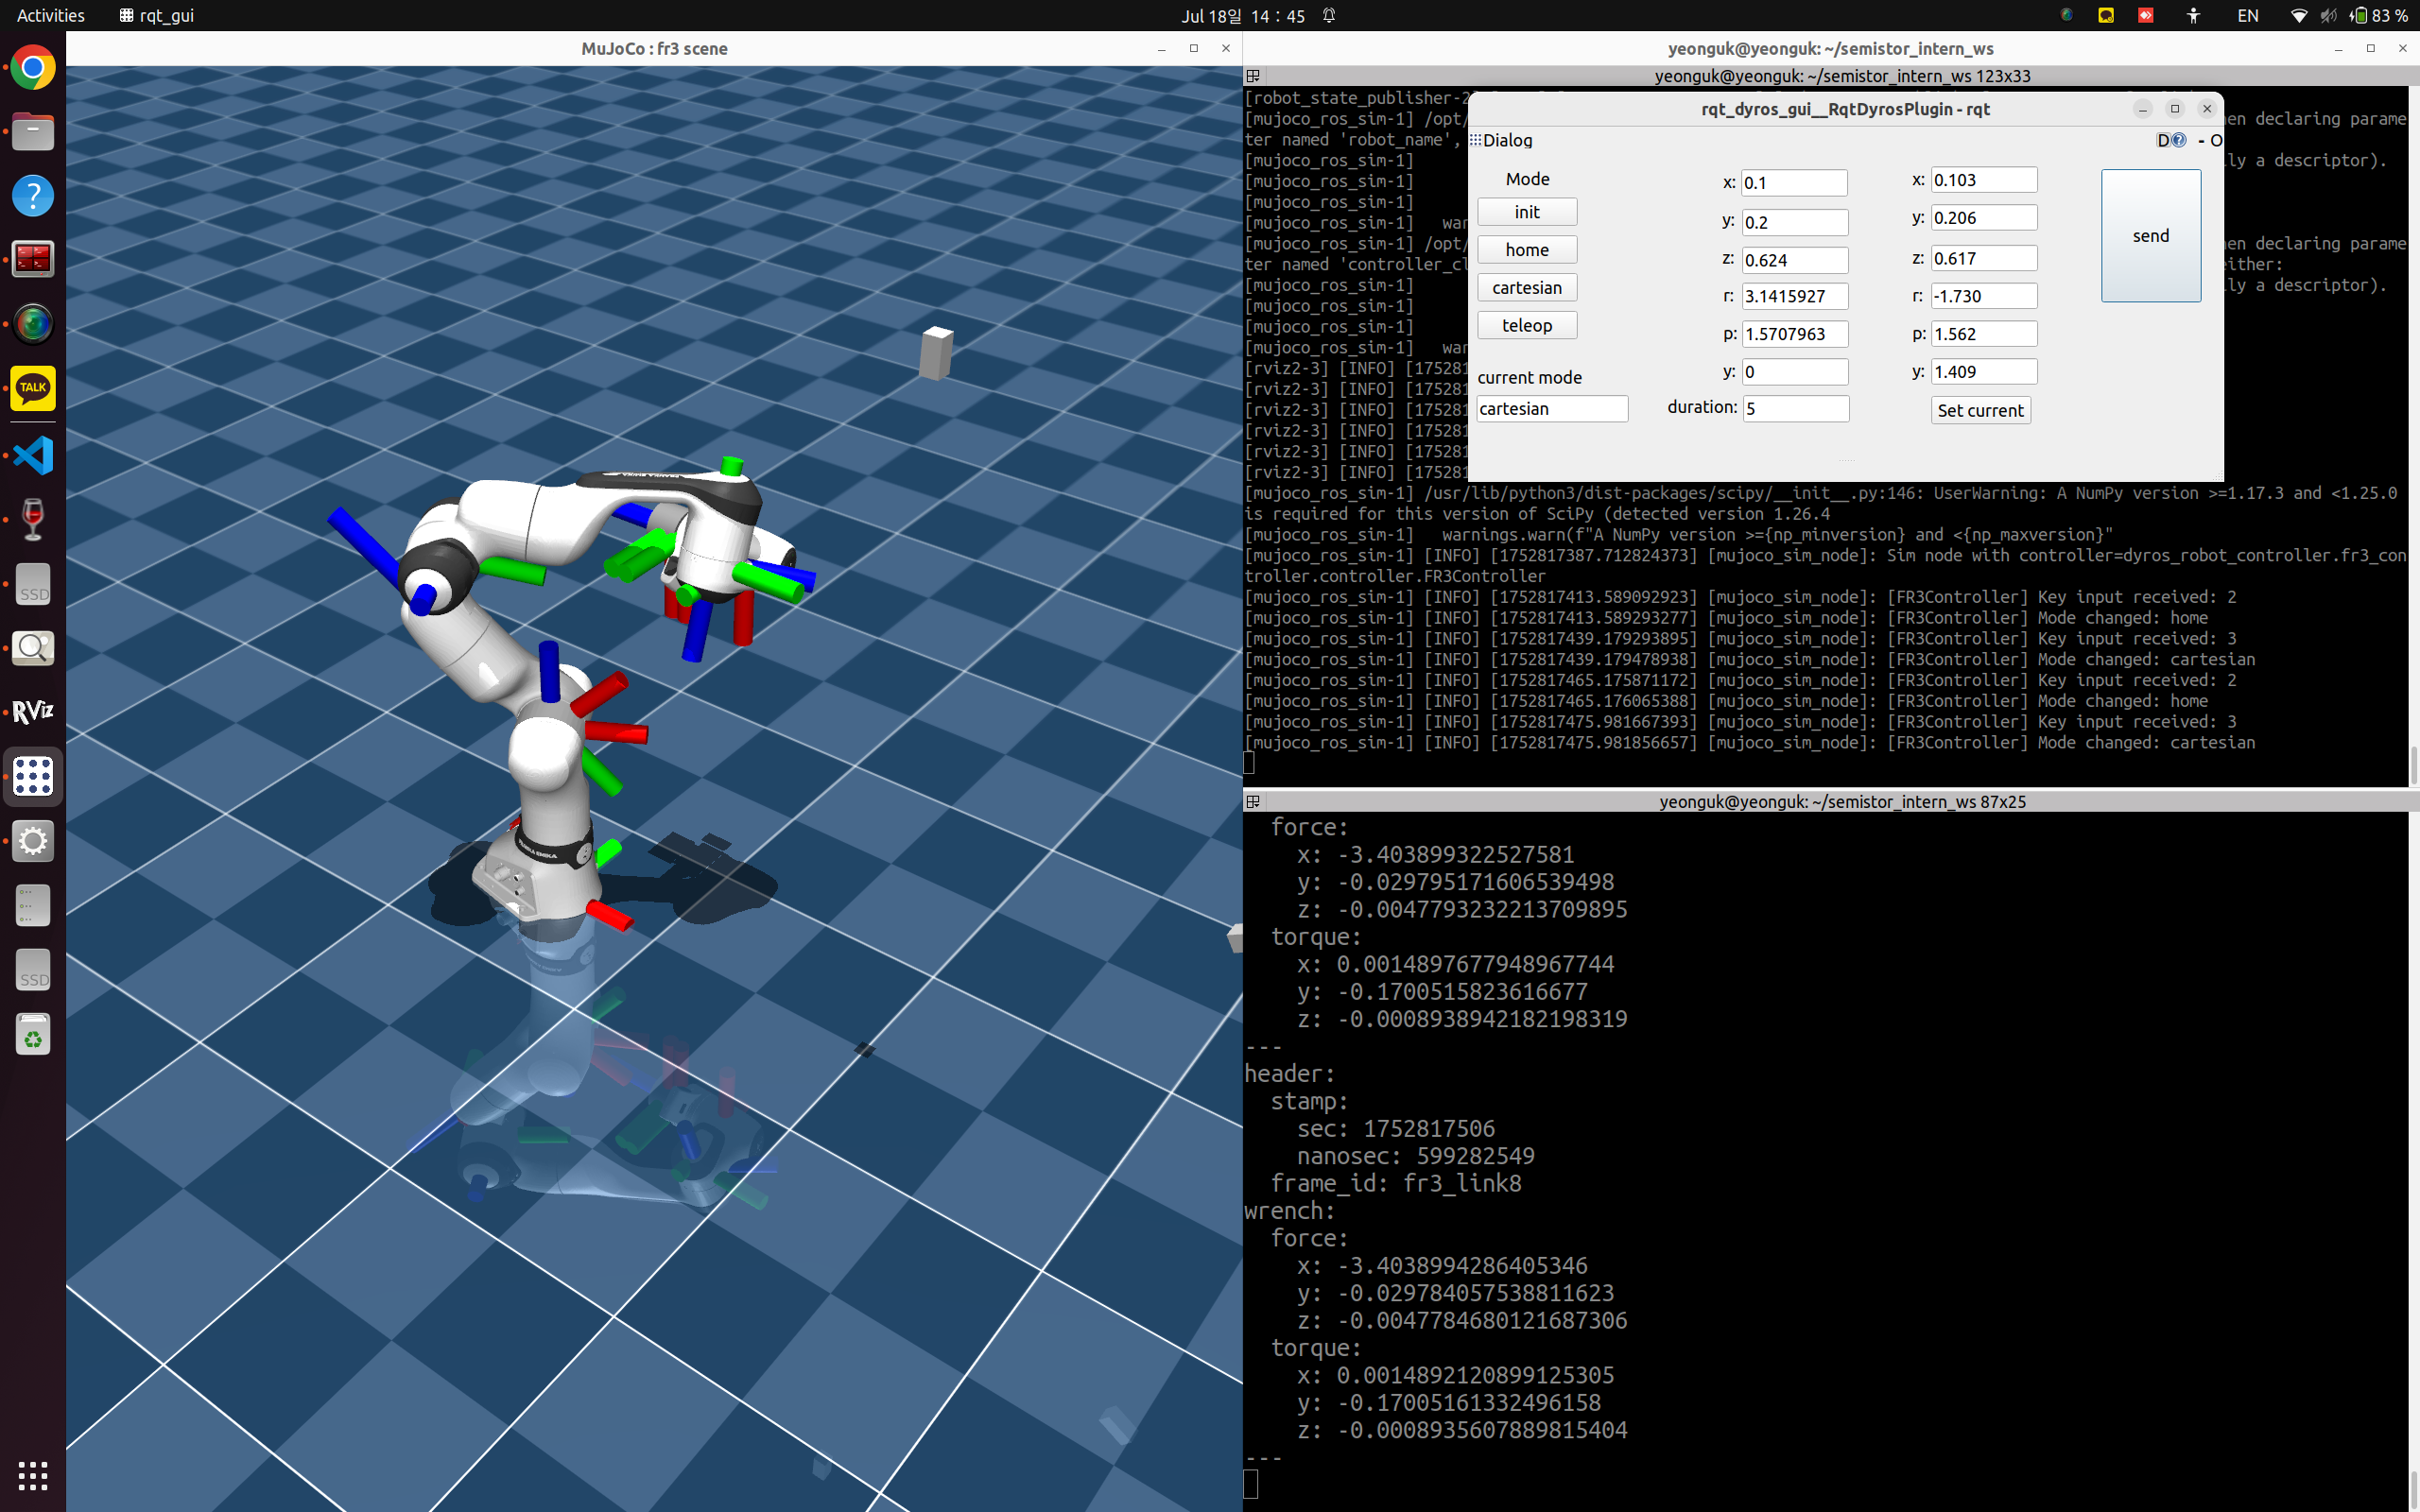 Activities
rqt_gui
Jul 18일 14 : 45
EN
83 %
MuJoCo : fr3 scene
yeonguk@yeonguk: ~/semistor_intern_ws
yeonguk@yeonguk: ~/semistor_intern_ws 123x33
[robot_state_publisher-2]
[mujoco_ros_sim-1] /opt/
en declaring parame
ter named 'robot_name',
[mujoco_ros_sim-1]
ly a descriptor).
[mujoco_ros_sim-1]
[mujoco_ros_sim-1]
[mujoco_ros_sim-1]   war
[mujoco_ros_sim-1] /opt/
en declaring parame
ter named 'controller_cl
either:
[mujoco_ros_sim-1]
ly a descriptor).
[mujoco_ros_sim-1]
[mujoco_ros_sim-1]
[mujoco_ros_sim-1]   war
[rviz2-3] [INFO] [175281
[rviz2-3] [INFO] [175281
[rviz2-3] [INFO] [175281
[rviz2-3] [INFO] [175281
[rviz2-3] [INFO] [175281
[rviz2-3] [INFO] [175281
rqt_dyros_gui__RqtDyrosPlugin - rqt
Dialog
D
- O
Mode
init
home
cartesian
teleop
current mode
cartesian
x: 0.1
y: 0.2
z: 0.624
r: 3.1415927
p: 1.5707963
y: 0
duration: 5
x: 0.103
y: 0.206
z: 0.617
r: -1.730
p: 1.562
y: 1.409
Set current
send
[mujoco_ros_sim-1] /usr/lib/python3/dist-packages/scipy/__init__.py:146: UserWarning: A NumPy version >=1.17.3 and <1.25.0
is required for this version of SciPy (detected version 1.26.4
[mujoco_ros_sim-1]   warnings.warn(f"A NumPy version >={np_minversion} and <{np_maxversion}"
[mujoco_ros_sim-1] [INFO] [1752817387.712824373] [mujoco_sim_node]: Sim node with controller=dyros_robot_controller.fr3_con
troller.controller.FR3Controller
[mujoco_ros_sim-1] [INFO] [1752817413.589092923] [mujoco_sim_node]: [FR3Controller] Key input received: 2
[mujoco_ros_sim-1] [INFO] [1752817413.589293277] [mujoco_sim_node]: [FR3Controller] Mode changed: home
[mujoco_ros_sim-1] [INFO] [1752817439.179293895] [mujoco_sim_node]: [FR3Controller] Key input received: 3
[mujoco_ros_sim-1] [INFO] [1752817439.179478938] [mujoco_sim_node]: [FR3Controller] Mode changed: cartesian
[mujoco_ros_sim-1] [INFO] [1752817465.175871172] [mujoco_sim_node]: [FR3Controller] Key input received: 2
[mujoco_ros_sim-1] [INFO] [1752817465.176065388] [mujoco_sim_node]: [FR3Controller] Mode changed: home
[mujoco_ros_sim-1] [INFO] [1752817475.981667393] [mujoco_sim_node]: [FR3Controller] Key input received: 3
[mujoco_ros_sim-1] [INFO] [1752817475.981856657] [mujoco_sim_node]: [FR3Controller] Mode changed: cartesian
yeonguk@yeonguk: ~/semistor_intern_ws 87x25
force:
x: -3.403899322527581
y: -0.029795171606539498
z: -0.0047793232213709895
torque:
x: 0.0014897677948967744
y: -0.1700515823616677
z: -0.0008938942182198319
---
header:
stamp:
sec: 1752817506
nanosec: 599282549
frame_id: fr3_link8
wrench:
force:
x: -3.4038994286405346
y: -0.029784057538811623
z: -0.0047784680121687306
torque:
x: 0.0014892120899125305
y: -0.17005161332496158
z: -0.0008935607889815404
---
TALK
SSD
RViz
SSD